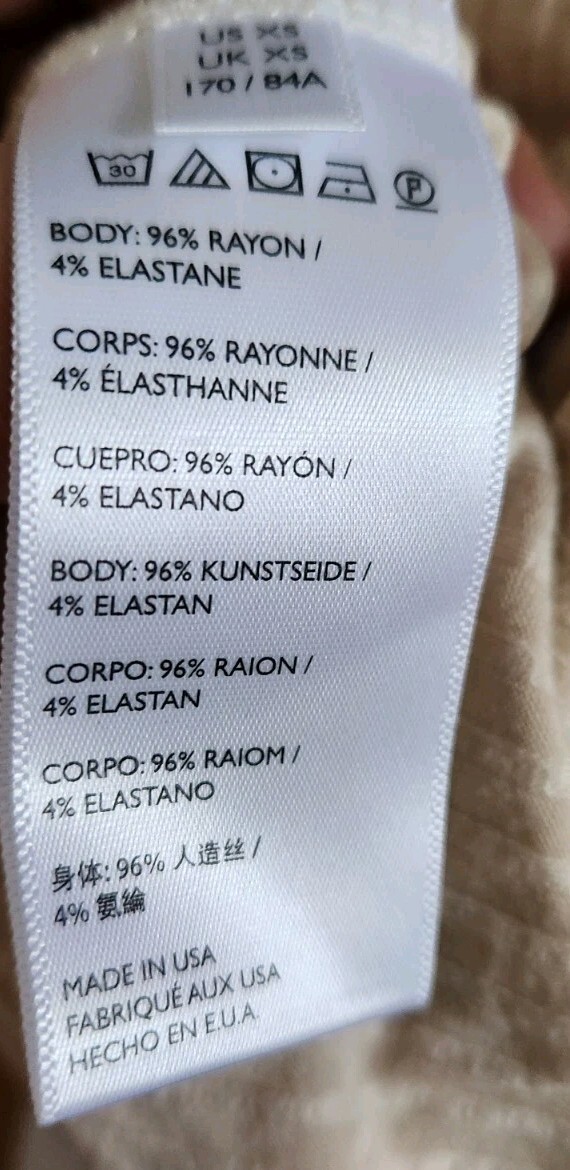 US XS
UK XS
170 / 84A
30 P
BODY: 96% RAYON /
4% ELASTANE
CORPS: 96% RAYONNE /
4% ÉLASTHANNE
CUEPRO: 96% RAYÓN /
4% ELASTANO
BODY: 96% KUNSTSEIDE /
4% ELASTAN
CORPO: 96% RAION /
4% ELASTAN
CORPO: 96% RAIOM /
4% ELASTANO
身体: 96% 人造丝 /
4% 氨綸
MADE IN USA
FABRIQUÉ AUX USA
HECHO EN E.U.A